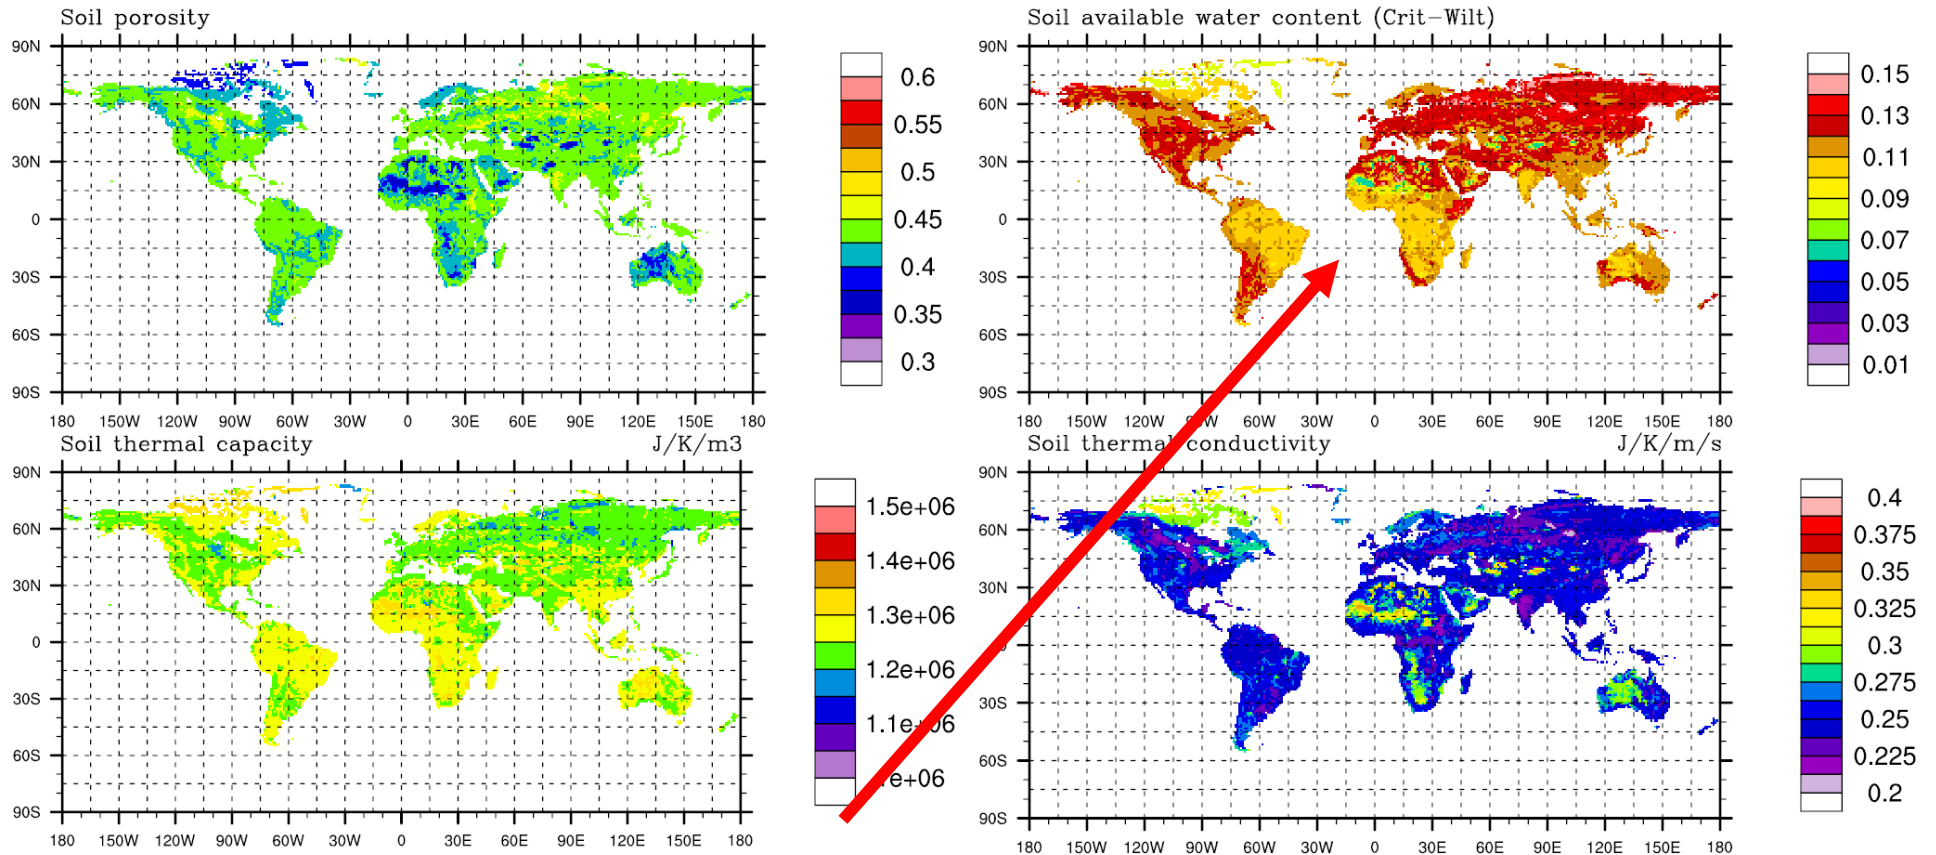 Soil porosity
90N
60N
30N
0
30S
60S
90S
180 150W 120W 90W 60W 30W 0 30E 60E 90E 120E 150E 180
0.6
0.55
0.5
0.45
0.4
0.35
0.3
Soil available water content (Crit-Wilt)
90N
60N
30N
0
30S
60S
90S
180 150W 120W 90W 60W 30W 0 30E 60E 90E 120E 150E 180
0.15
0.13
0.11
0.09
0.07
0.05
0.03
0.01
Soil thermal capacity J/K/m3
90N
60N
30N
0
30S
60S
90S
180 150W 120W 90W 60W 30W 0 30E 60E 90E 120E 150E 180
1.5e+06
1.4e+06
1.3e+06
1.2e+06
1.1e+06
e+06
Soil thermal conductivity J/K/m/s
90N
60N
30N
0
30S
60S
90S
180 150W 120W 90W 60W 30W 0 30E 60E 90E 120E 150E 180
0.4
0.375
0.35
0.325
0.3
0.275
0.25
0.225
0.2